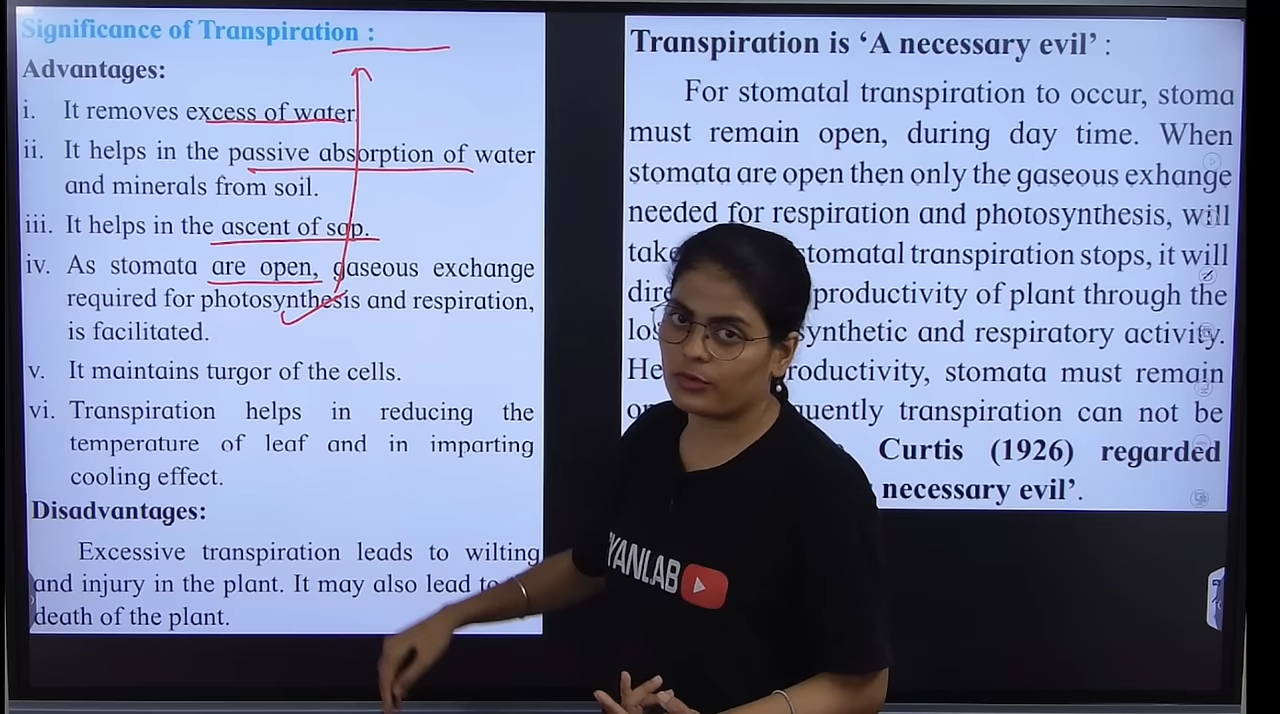 Significance of Transpiration :
Advantages:
i. It removes excess of water
ii. It helps in the passive absorption of water
and minerals from soil.
iii. It helps in the ascent of sap.
iv. As stomata are open, gaseous exchange
required for photosynthesis and respiration,
is facilitated.
v. It maintains turgor of the cells.
vi. Transpiration helps in reducing the
temperature of leaf and in imparting
cooling effect.
Disadvantages:
Excessive transpiration leads to wilting
and injury in the plant. It may also lead to
death of the plant.
Transpiration is ‘A necessary evil’ :
For stomatal transpiration to occur, stoma
must remain open, during day time. When
stomata are open then only the gaseous exhange
needed for respiration and photosynthesis, will
stomatal transpiration stops, it will
productivity of plant through the
and respiratory activity.
productivity, stomata must remain
transpiration can not be
Curtis (1926) regarded
necessary evil’.
YANLAB